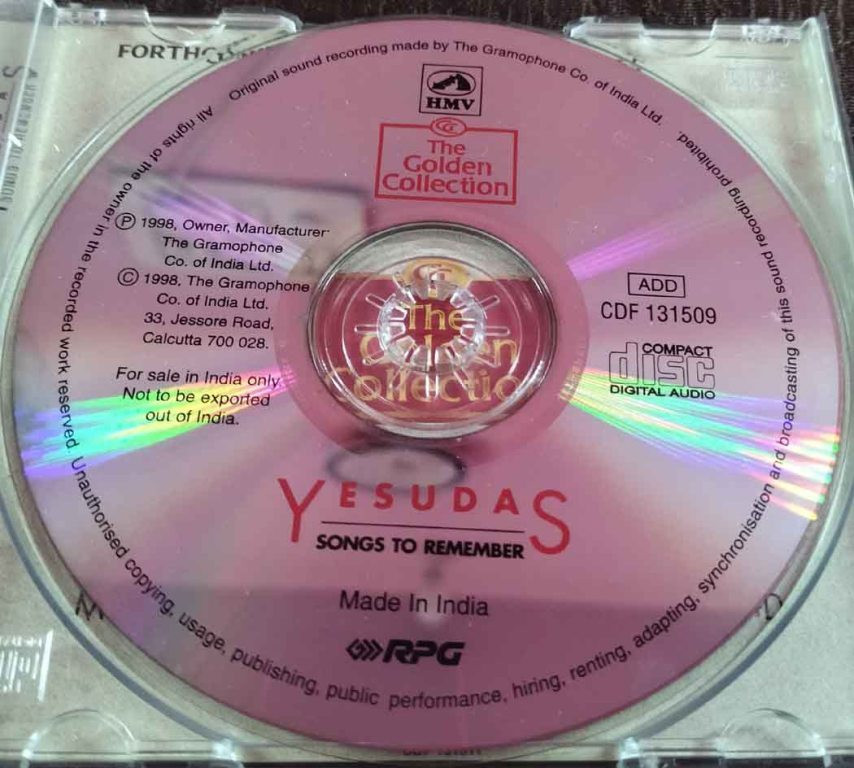 FORTHCOMI
Original sound recording made by The Gramophone Co. of India Ltd.
HMV
The
Golden
Collection
Ⓟ 1998, Owner, Manufacturer
The Gramophone
Co. of India Ltd.
© 1998, The Gramophone
Co. of India Ltd.
33, Jessore Road,
Calcutta 700 028.
For sale in India only
Not to be exported
out of India.
The
Golden
Collectio
ADD
CDF 131509
COMPACT
disc
DIGITAL AUDIO
YESUDAS
SONGS TO REMEMBER
Made In India
RPG
All rights of the owner in the recorded work reserved. Unauthorised copying, usage, publishing, public performance, hiring, renting, adapting, synchronisation and broadcasting of this sound recording prohibited.